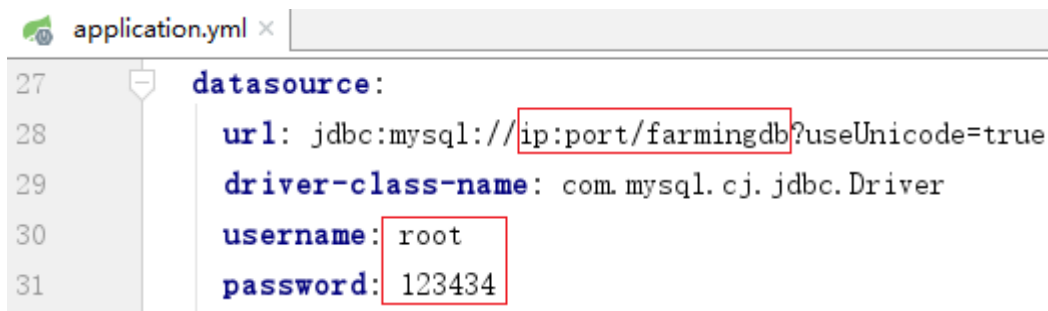 application.yml ×
27 datasource:
28 url: jdbc:mysql://ip:port/farmingdb?useUnicode=true
29 driver-class-name: com.mysql.cj.jdbc.Driver
30 username: root
31 password: 123434